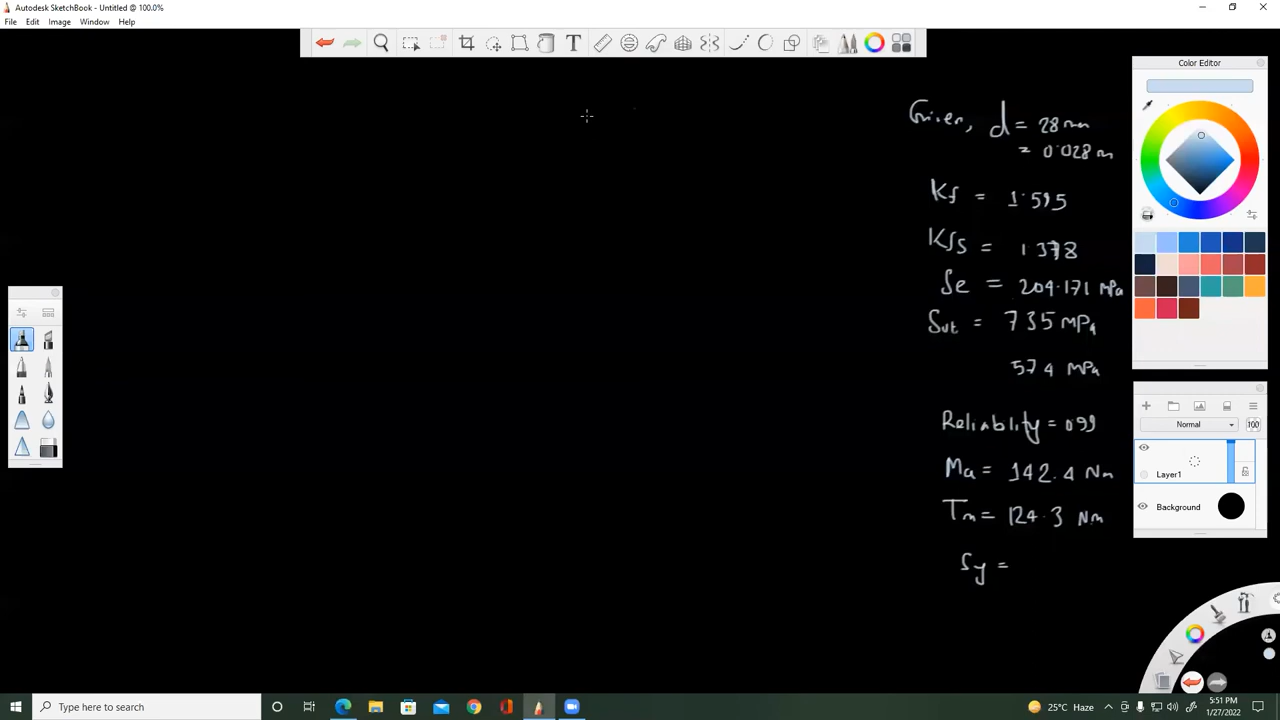 Autodesk SketchBook - Untitled @ 100.0%
File Edit Image Window Help
Color Editor
Given, d = 28 mm
= 0.028 m
Kf = 1.595
Kfs = 1.378
Se = 204.171 MPa
Sut = 735 MPa
574 MPa
Reliability = 099
Ma = 142.4 Nm
Tm = 124.3 Nm
Sy =
Normal 100
Layer1
Background
Type here to search
25°C Haze
5:51 PM
1/27/2022